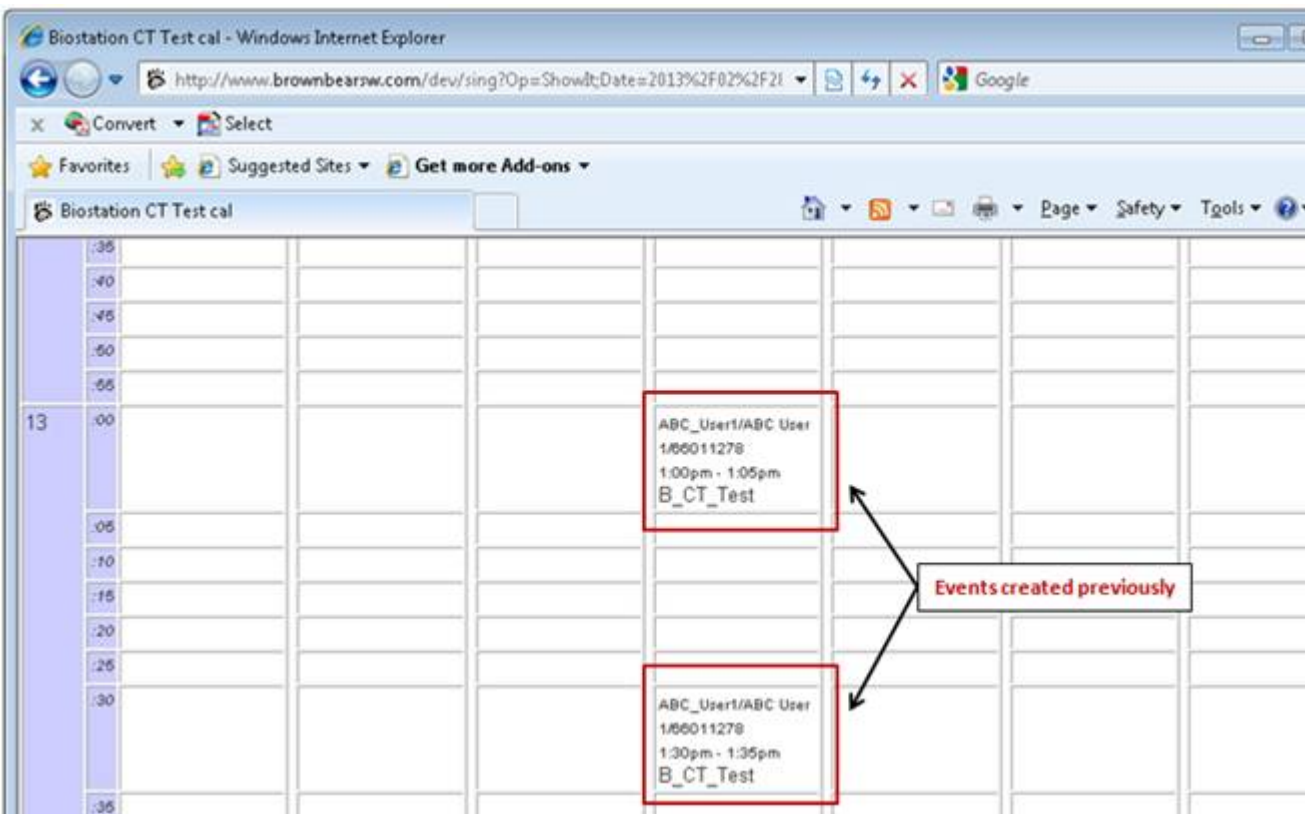 Biostation CT Test cal - Windows Internet Explorer
http://www.brownbearsw.com/dev/sing?Op=ShowIt;Date=2013%2F02%2F2
Google
x Convert Select
Favorites Suggested Sites Get more Add-ons
Biostation CT Test cal
Page Safety Tools
:35
:40
:45
:50
:55
13 :00
ABC_User1/ABC User
1/66011278
1:00pm - 1:05pm
B_CT_Test
:05
:10
Events created previously
:15
:20
:25
:30
ABC_User1/ABC User
1/66011278
1:30pm - 1:35pm
B_CT_Test
:35